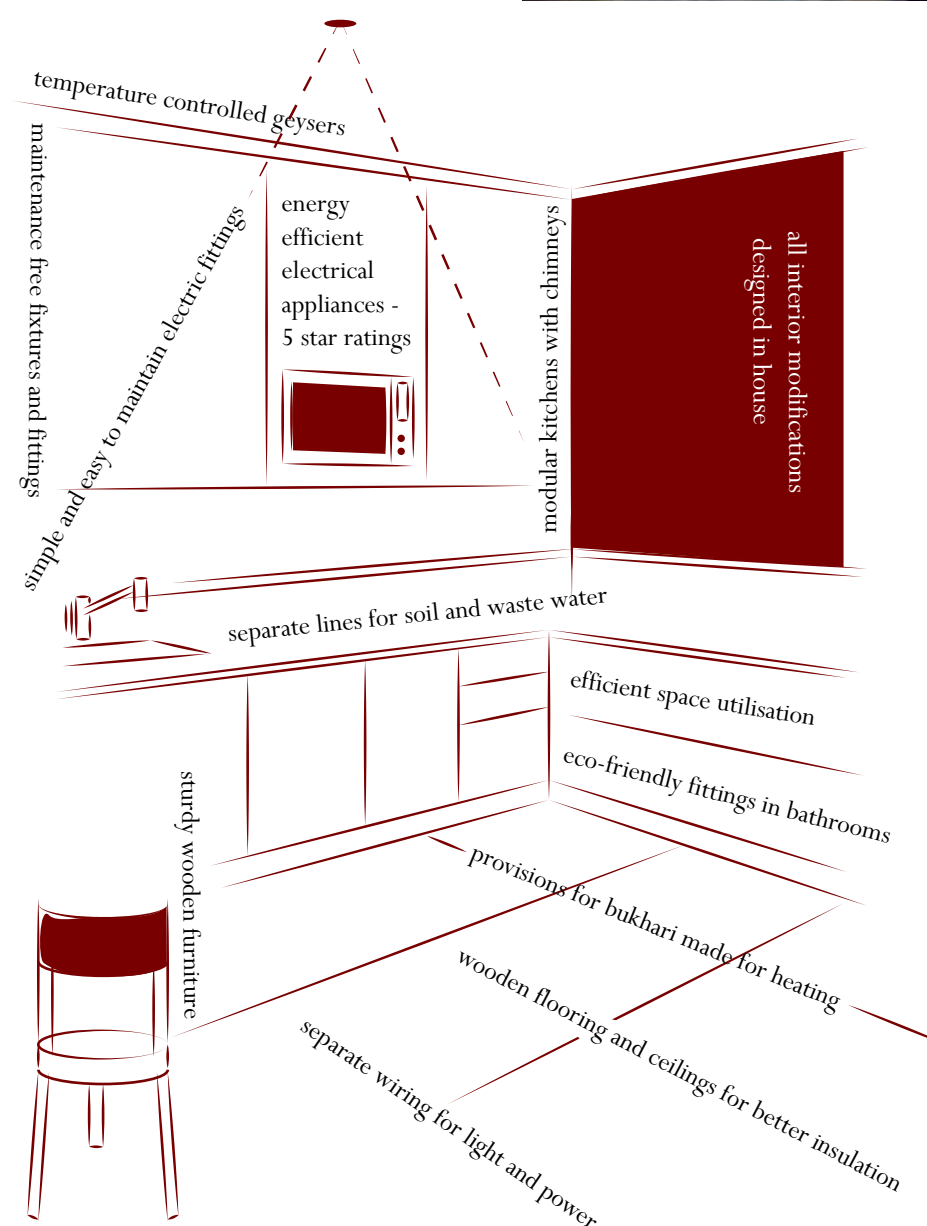 temperature controlled geysers
maintenance free fixtures and fittings
simple and easy to maintain electric fittings
energy
efficient
electrical
appliances -
5 star ratings
modular kitchens with chimneys
all interior modifications
designed in house
separate lines for soil and waste water
efficient space utilisation
eco-friendly fittings in bathrooms
sturdy wooden furniture
provisions for bukhari made for heating
wooden flooring and ceilings for better insulation
separate wiring for light and power